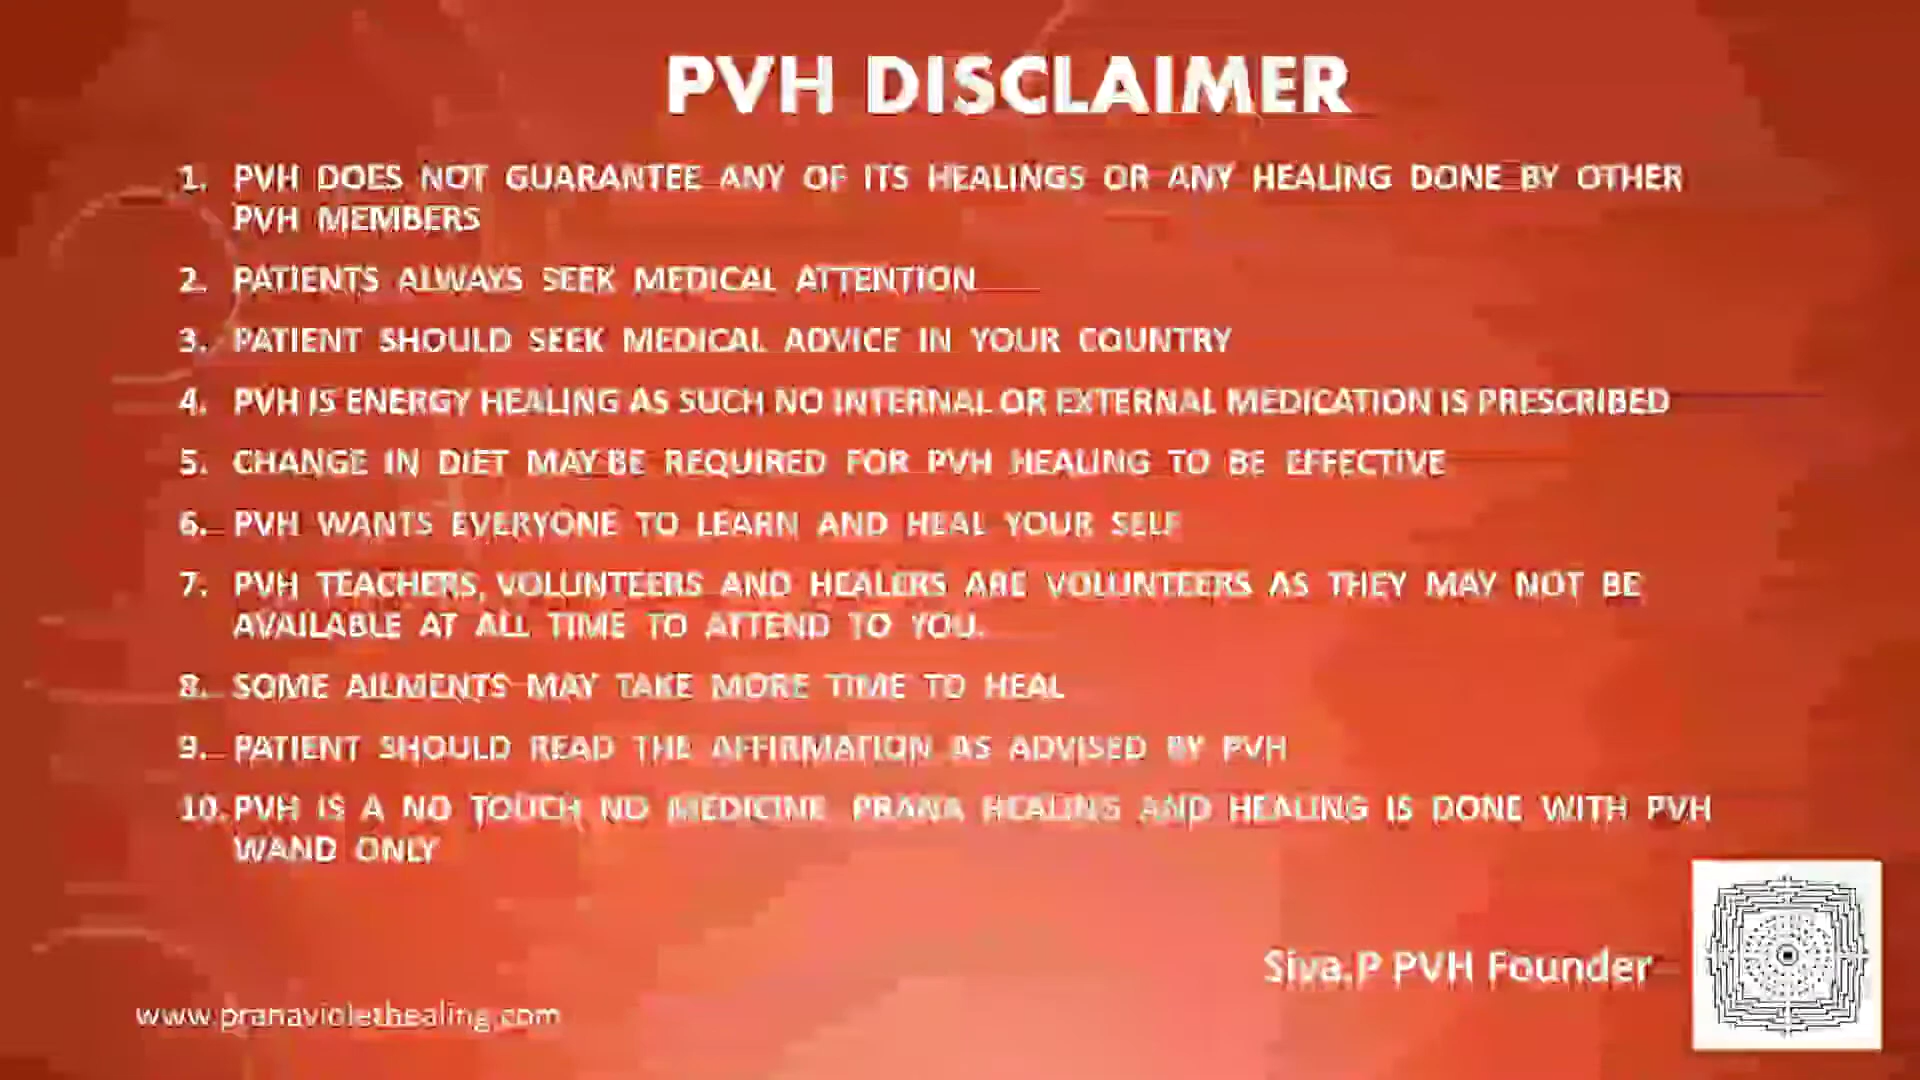 PVH DISCLAIMER
1. PVH DOES NOT GUARANTEE ANY OF ITS HEALINGS OR ANY HEALING DONE BY OTHER
PVH MEMBERS
2. PATIENTS ALWAYS SEEK MEDICAL ATTENTION
3. PATIENT SHOULD SEEK MEDICAL ADVICE IN YOUR COUNTRY
4. PVH IS ENERGY HEALING AS SUCH NO INTERNAL OR EXTERNAL MEDICATION IS PRESCRIBED
5. CHANGE IN DIET MAY BE REQUIRED FOR PVH HEALING TO BE EFFECTIVE
6. PVH WANTS EVERYONE TO LEARN AND HEAL YOUR SELF
7. PVH TEACHERS, VOLUNTEERS AND HEALERS ARE VOLUNTEERS AS THEY MAY NOT BE
AVAILABLE AT ALL TIME TO ATTEND TO YOU.
8. SOME AILMENTS MAY TAKE MORE TIME TO HEAL
9. PATIENT SHOULD READ THE AFFIRMATION AS ADVISED BY PVH
10. PVH IS A NO TOUCH NO MEDICINE PRANA HEALING AND HEALING IS DONE WITH PVH
WAND ONLY
Siva.P PVH Founder
www.pranaviolethealing.com